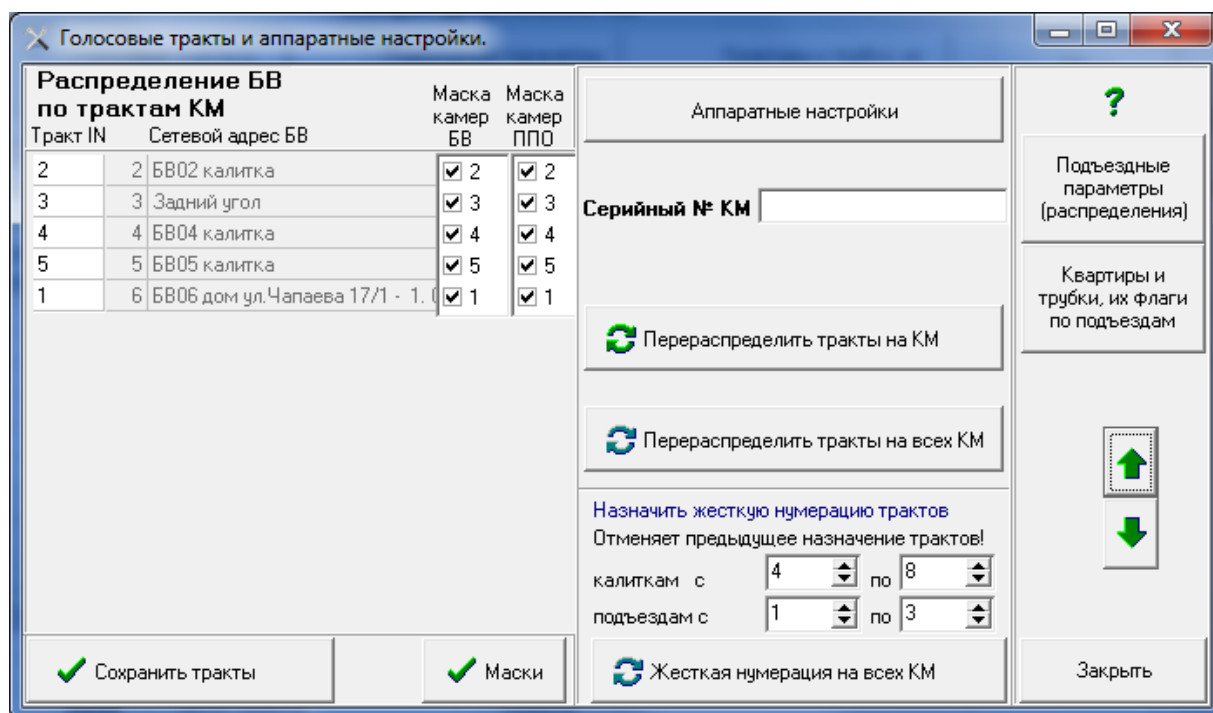 Голосовые тракты и аппаратные настройки.
Распределение БВ
по трактам КМ
Тракт IN Сетевой адрес БВ
Маска
камер
БВ
Маска
камер
ППО
2 2 БВ02 калитка 2 2
3 3 Задний угол 3 3
4 4 БВ04 калитка 4 4
5 5 БВ05 калитка 5 5
1 6 БВ06 дом ул.Чапаева 17/1 - 1. 1 1
Сохранить тракты
Маски
Аппаратные настройки
Серийный № КМ
Перераспределить тракты на КМ
Перераспределить тракты на всех КМ
Назначить жесткую нумерацию трактов
Отменяет предыдущее назначение трактов!
калиткам с 4 по 8
подъездам с 1 по 3
Жесткая нумерация на всех КМ
?
Подъездные
параметры
(распределения)
Квартиры и
трубки, их флаги
по подъездам
Закрыть